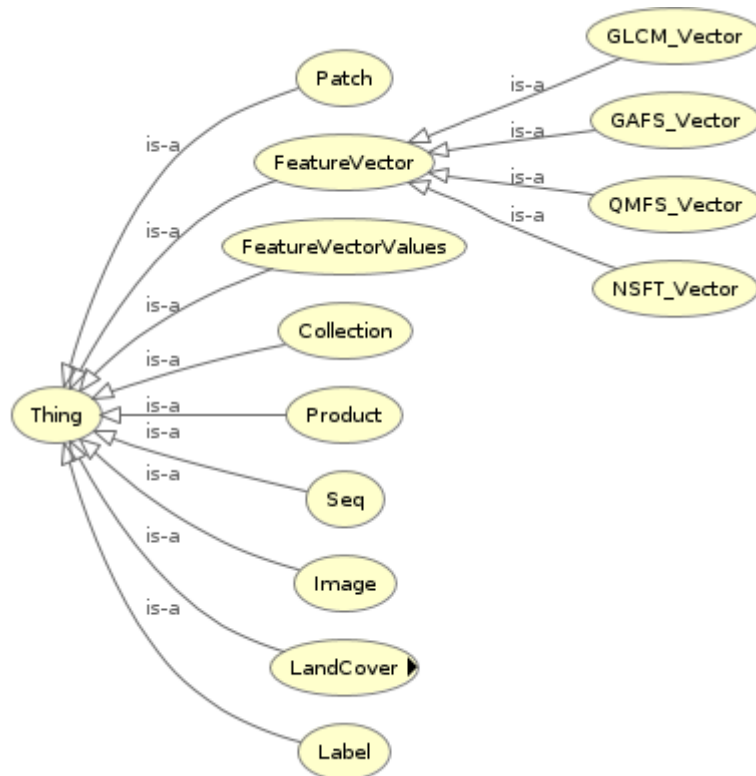 GLCM_Vector
Patch
is-a
GAFS_Vector
is-a
is-a
FeatureVector
is-a
QMFS_Vector
is-a
is-a
FeatureVectorValues
NSFT_Vector
is-a
Collection
is-a
Thing
is-a
Product
is-a
Seq
is-a
Image
is-a
LandCover
is-a
Label